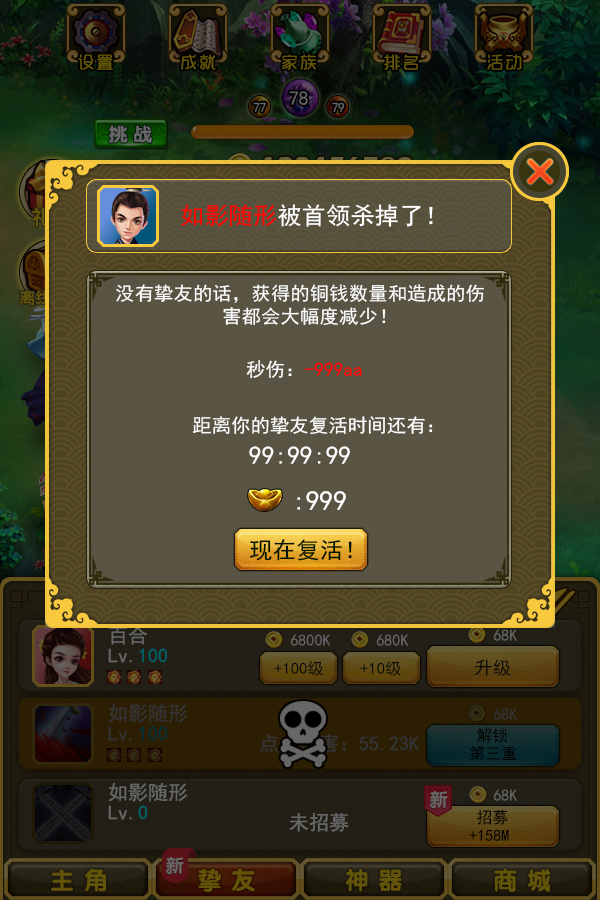 设置 成就 家族 排名 活动
77 78 79
挑战
如影随形被首领杀掉了！
没有挚友的话，获得的铜钱数量和造成的伤
害都会大幅度减少！
秒伤：-999aa
距离你的挚友复活时间还有：
99:99:99
:999
现在复活！
百合
Lv.100
6800K 680K 68K
+100级 +10级 升级
如影随形
Lv.100
68K
55.23K
解锁
第三重
如影随形
Lv.0
未招募
新
68K
招募
+158M
新
主角 挚友 神器 商城